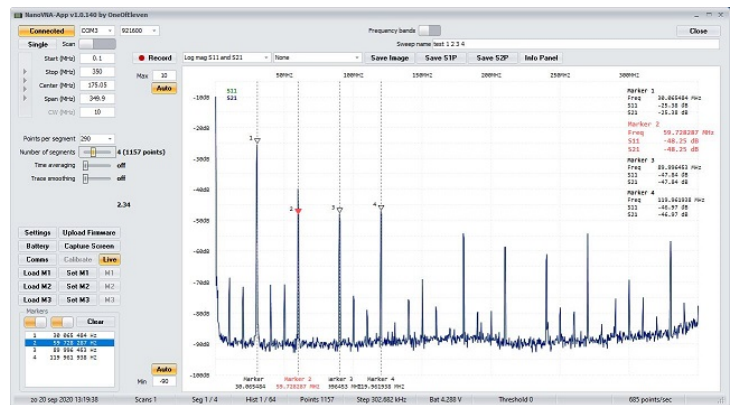 NanoVNA-App v1.0.140 by OneOfEleven
Connected COM3 921600 Frequency bands Close
Single Scan Sweep name test 1 2 3 4
Start (MHz) 0.1 Record Log mag S11 and S21 None Save Image Save S1P Save S2P Info Panel
Stop (MHz) 350 Max 10
Center (MHz) 175.05 Auto
Span (MHz) 349.9
CW (MHz) 10
50MHz 100MHz 150MHz 200MHz 250MHz 300MHz
S11
S21
-10dB
-20dB
-30dB
-40dB
-50dB
-60dB
-70dB
-80dB
-90dB
-100dB
1
2
3
4
Marker 1
Freq 30.065484 MHz
S11 -25.38 dB
S21 -25.38 dB
Marker 2
Freq 59.728287 MHz
S11 -48.25 dB
S21 -48.25 dB
Marker 3
Freq 89.996453 MHz
S11 -47.84 dB
S21 -47.84 dB
Marker 4
Freq 119.961938 MHz
S11 -46.97 dB
S21 -46.97 dB
Points per segment 290
Number of segments 4 (1157 points)
Time averaging off
Trace smoothing off
2.34
Settings Upload Firmware
Battery Capture Screen
Comms Calibrate Live
Load M1 Set M1 M1
Load M2 Set M2 M2
Load M3 Set M3 M3
Markers
Clear
1 30 065 484 Hz
2 59 728 287 Hz
3 89 996 453 Hz
4 119 961 938 Hz
Auto
Min -90
Marker Marker 2 arker 3 Marker 4
30.065484 59.728287 MHz 996453 MHz 119.961938 MHz
zo 20 sep 2020 13:19:38 Scans 1 Seg 1 / 4 Hist 1 / 64 Points 1157 Step 302.682 kHz Bat 4.288 V Threshold 0 685 points/sec